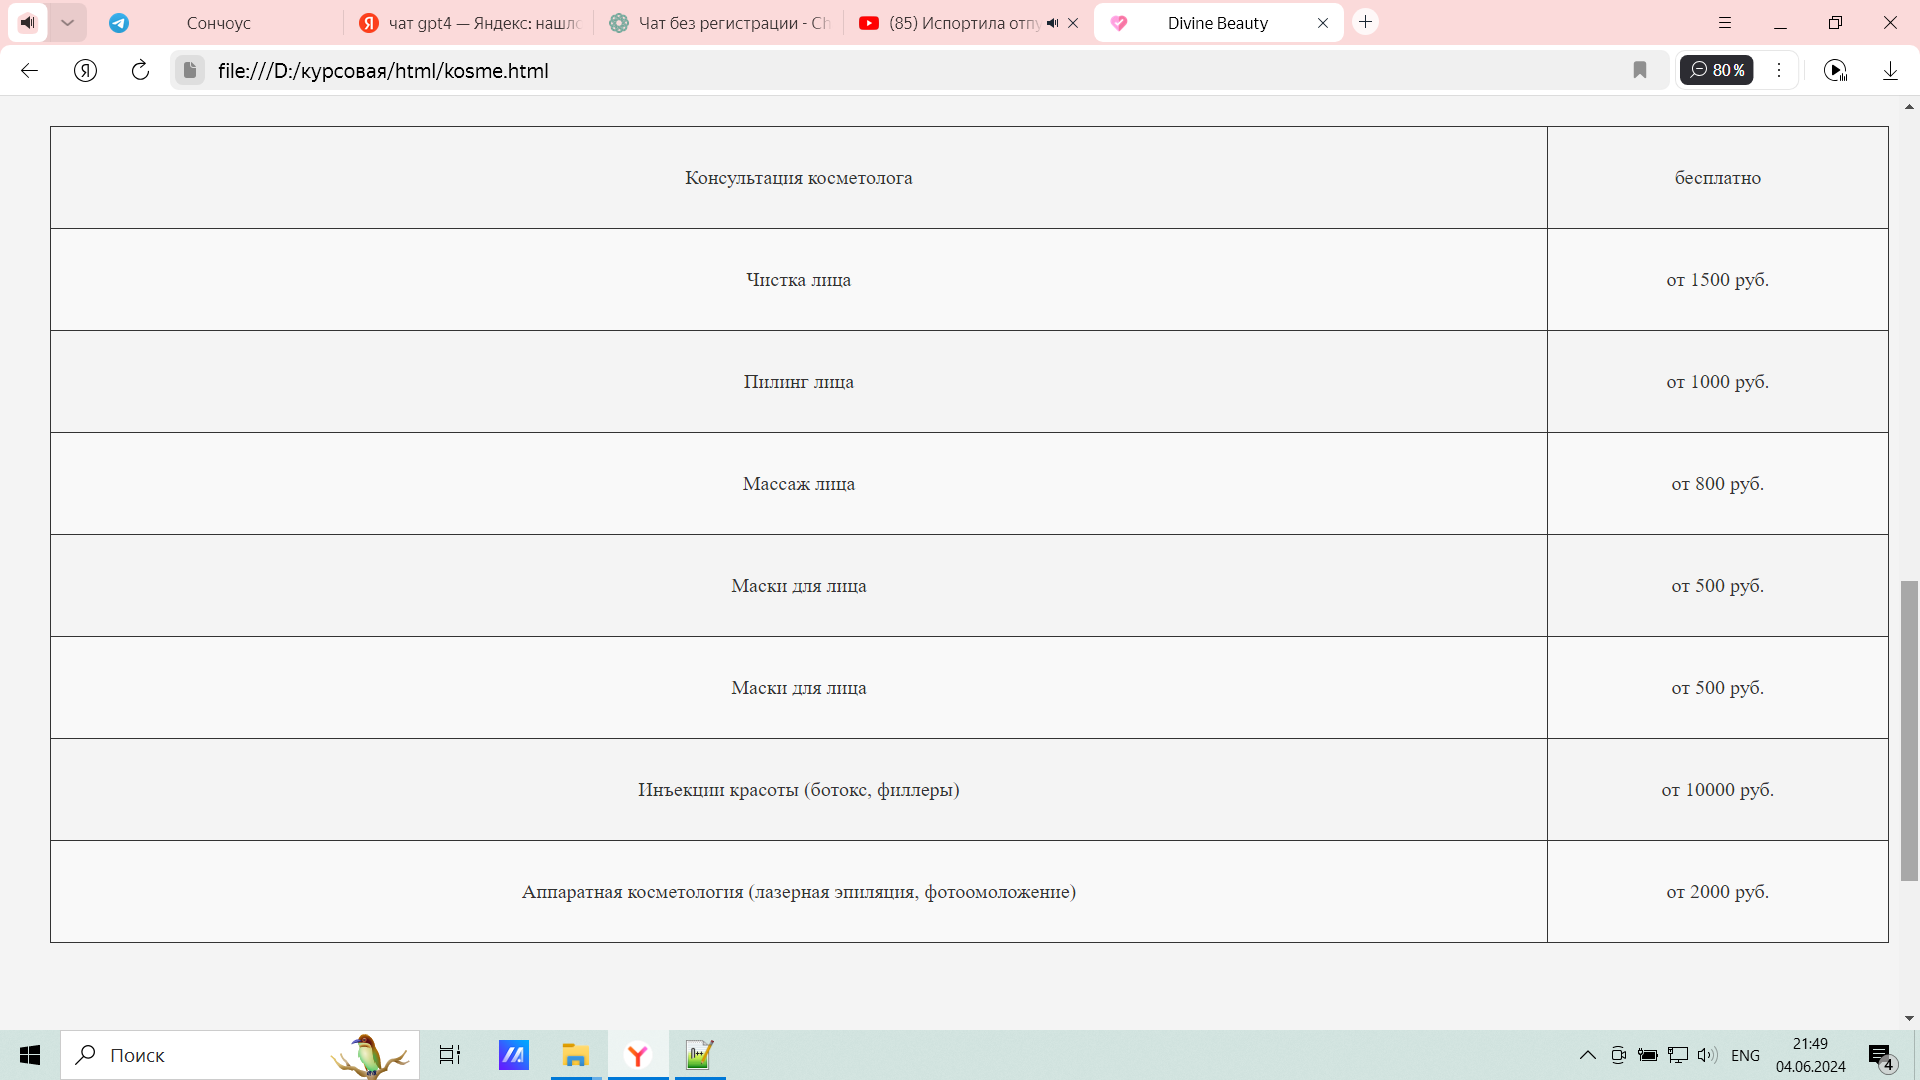 Сончоус
чат gpt4 — Яндекс: нашло
Чат без регистрации - Ch
(85) Испортила отпу
Divine Beauty
file:///D:/курсовая/html/kosme.html
80%
Консультация косметолога бесплатно
Чистка лица от 1500 руб.
Пилинг лица от 1000 руб.
Массаж лица от 800 руб.
Маски для лица от 500 руб.
Маски для лица от 500 руб.
Инъекции красоты (ботокс, филлеры) от 10000 руб.
Аппаратная косметология (лазерная эпиляция, фотоомоложение) от 2000 руб.
Поиск
ENG
21:49
04.06.2024
4